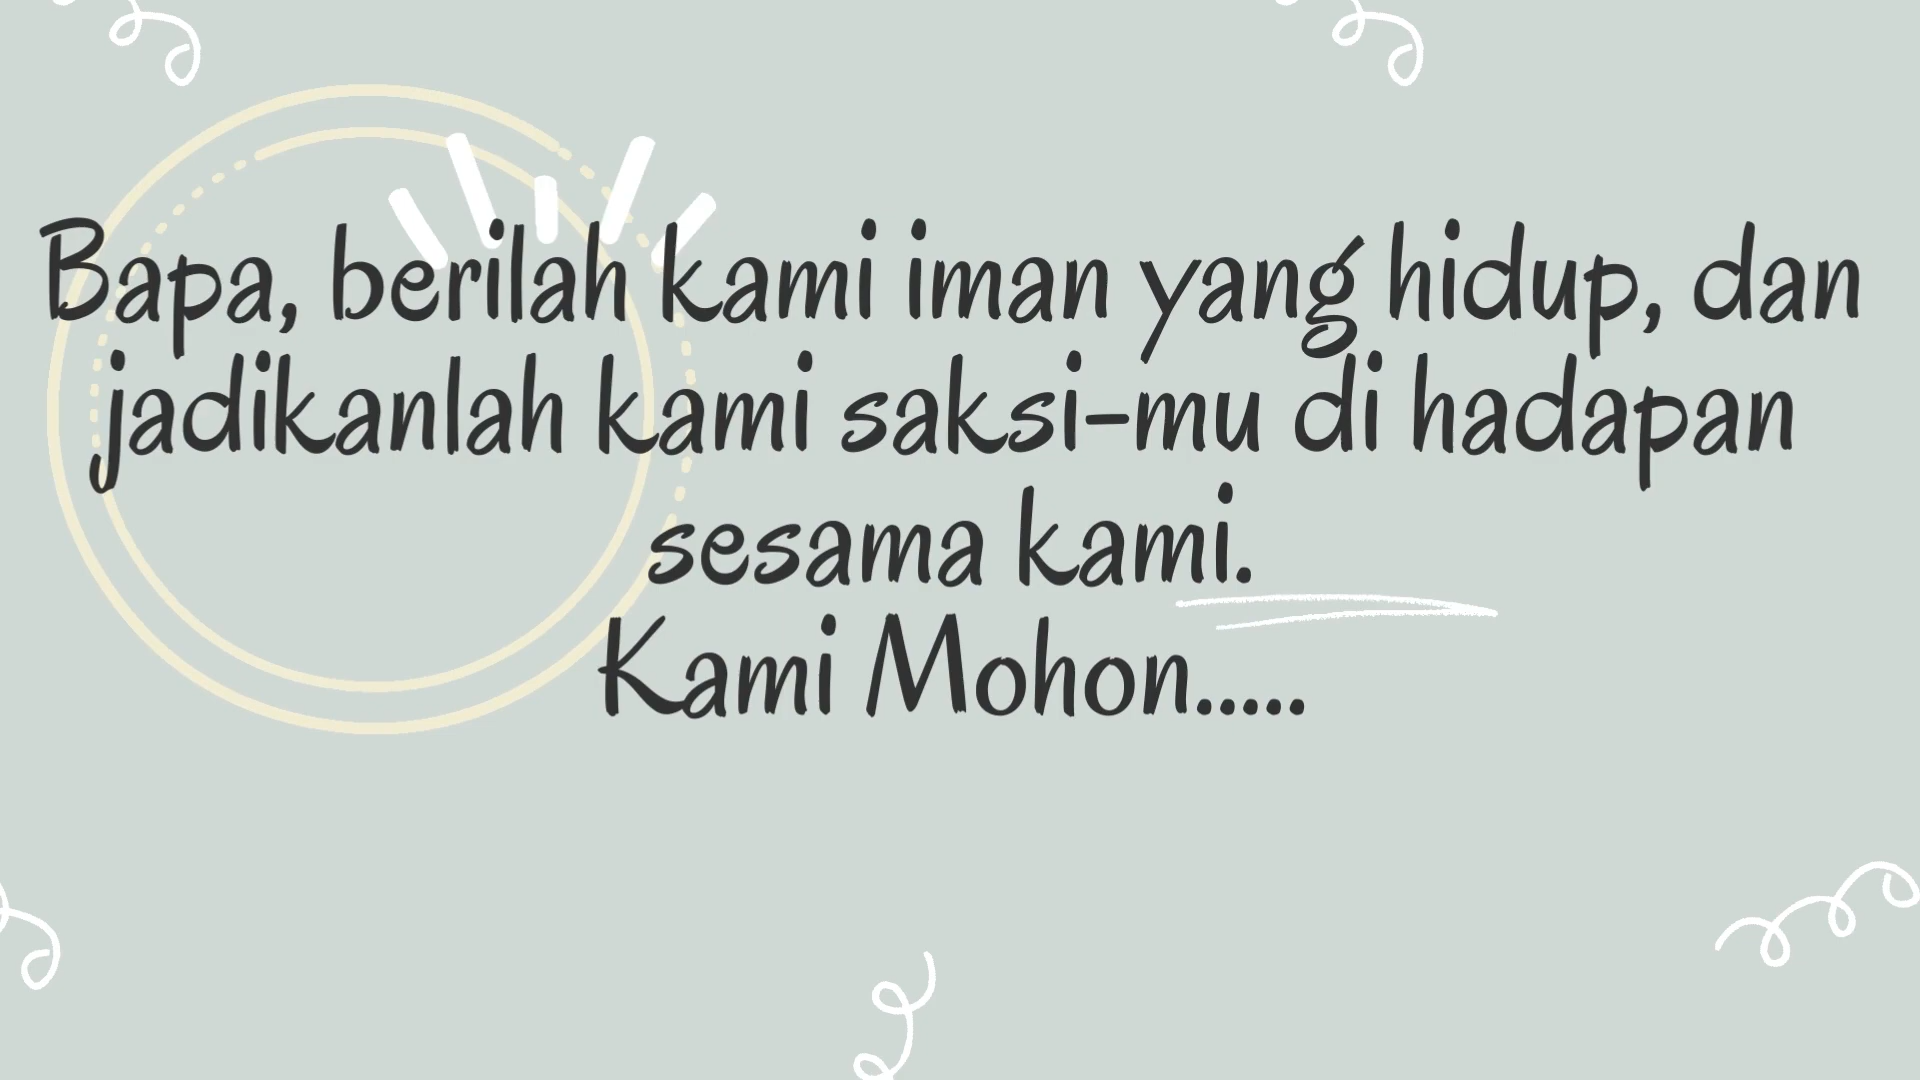 Bapa, berilah kami iman yang hidup, dan
jadikanlah kami saksi-mu di hadapan
sesama kami.
Kami Mohon.....